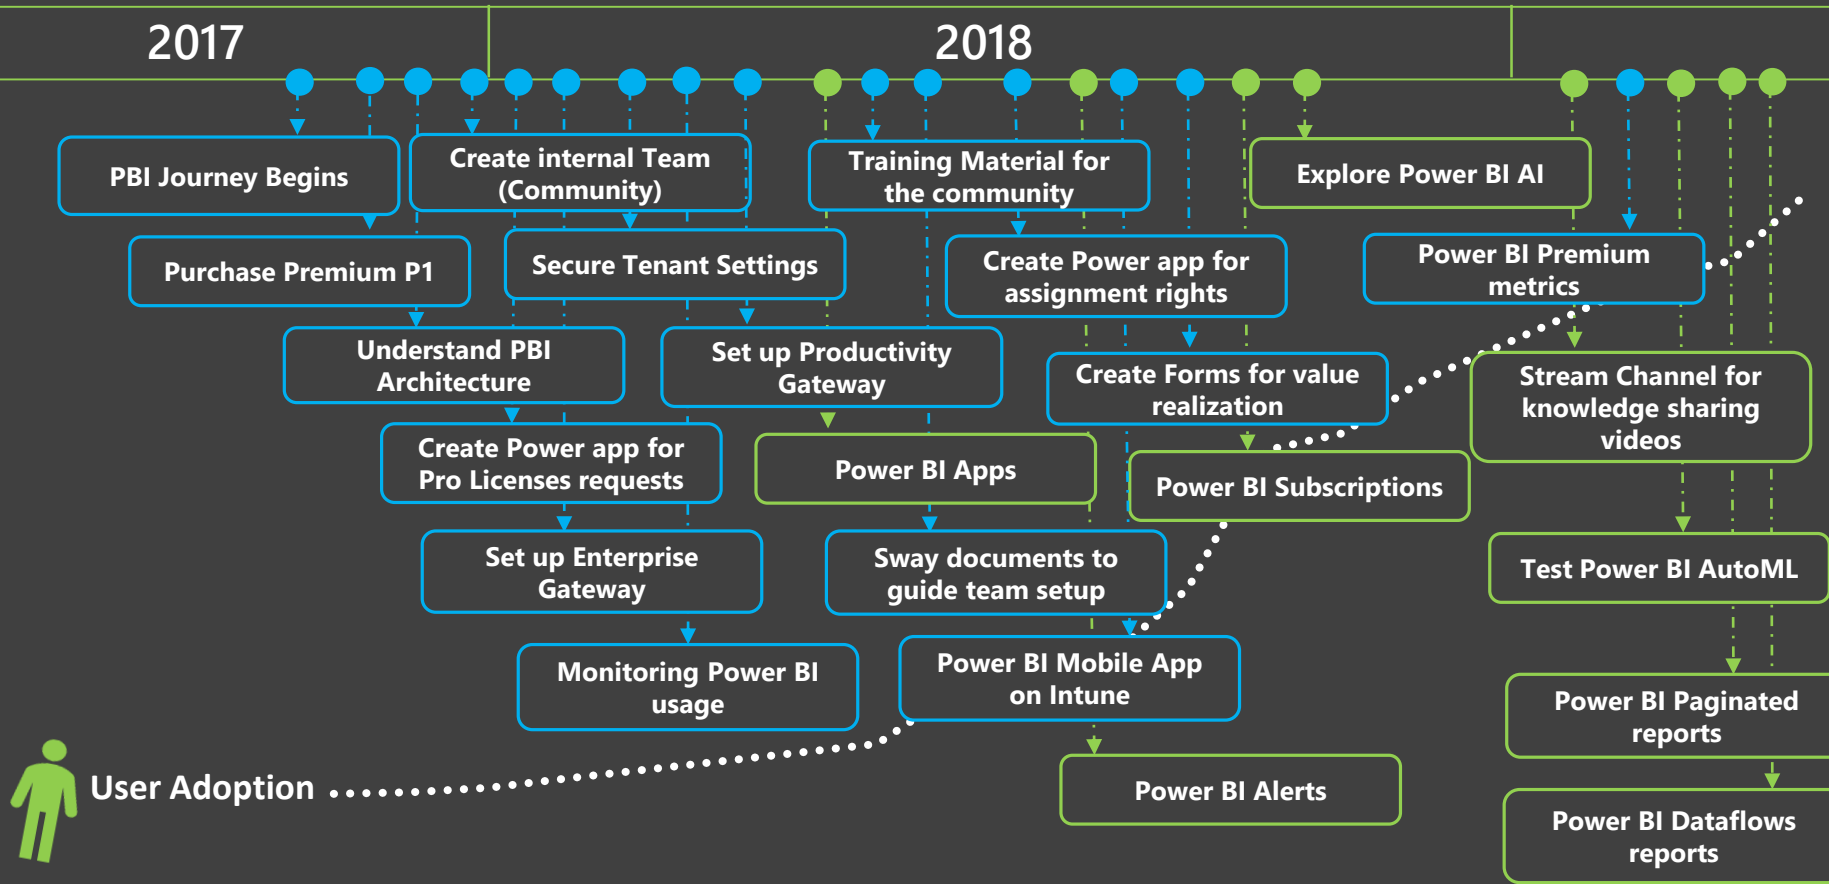 2017
2018
PBI Journey Begins
Create internal Team
(Community)
Training Material for
the community
Explore Power BI AI
Purchase Premium P1
Secure Tenant Settings
Create Power app for
assignment rights
Power BI Premium
metrics
Understand PBI
Architecture
Set up Productivity
Gateway
Create Forms for value
realization
Stream Channel for
knowledge sharing
videos
Create Power app for
Pro Licenses requests
Power BI Apps
Power BI Subscriptions
Set up Enterprise
Gateway
Sway documents to
guide team setup
Test Power BI AutoML
Monitoring Power BI
usage
Power BI Mobile App
on Intune
Power BI Paginated
reports
User Adoption
Power BI Alerts
Power BI Dataflows
reports